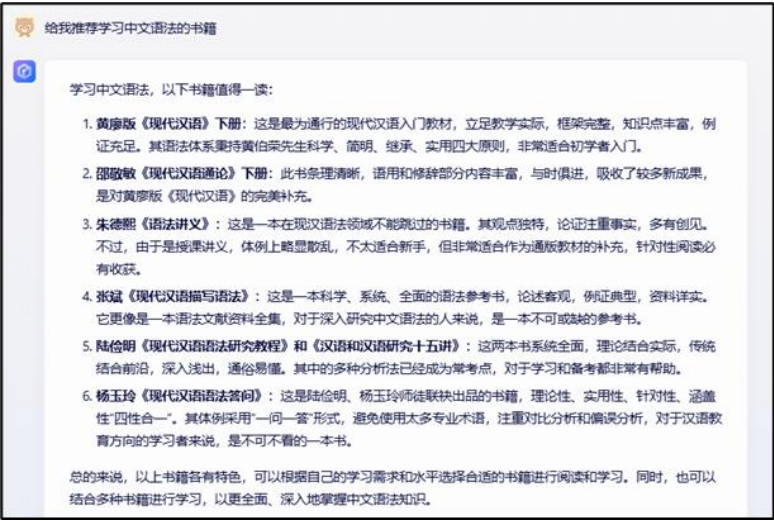 给我推荐学习中文语法的书籍
学习中文语法，以下书籍值得一读：
1. 黄廖版《现代汉语》下册：这是最为通行的现代汉语入门教材，立足教学实际，框架完整，知识点丰富，例
证充足。其语法体系秉持黄伯荣先生科学、简明、继承、实用四大原则，非常适合初学者入门。
2. 邵敬敏《现代汉语通论》下册：此书条理清晰，语用和修辞部分内容丰富，与时俱进，吸收了较多新成果，
是对黄廖版《现代汉语》的完美补充。
3. 朱德熙《语法讲义》：这是一本在现汉语法领域不能跳过的书籍。其观点独特，论证注重事实，多有创见。
不过，由于是授课讲义，体例上略显散乱，不太适合新手，但非常适合作为通版教材的补充，针对性阅读必
有收获。
4. 张斌《现代汉语描写语法》：这是一本科学、系统、全面的语法参考书，论述客观，例证典型，资料详实。
它更像是一本语法文献资料全集，对于深入研究中文语法的人来说，是一本不可或缺的参考书。
5. 陆俭明《现代汉语语法研究教程》和《汉语和汉语研究十五讲》：这两本书系统全面，理论结合实际，传统
结合前沿，深入浅出，通俗易懂。其中的多种分析法已经成为常考点，对于学习和备考都非常有帮助。
6. 杨玉玲《现代汉语语法答问》：这是陆俭明、杨玉玲师徒联袂出品的书籍，理论性、实用性、针对性、涵盖
性“四性合一”。其体例采用“一问一答”形式，避免使用太多专业术语，注重对比分析和偏误分析，对于汉语教
育方向的学习者来说，是不可不看的一本书。
总的来说，以上书籍各有特色，可以根据自己的学习需求和水平选择合适的书籍进行阅读和学习。同时，也可以
结合多种书籍进行学习，以更全面、深入地掌握中文语法知识。